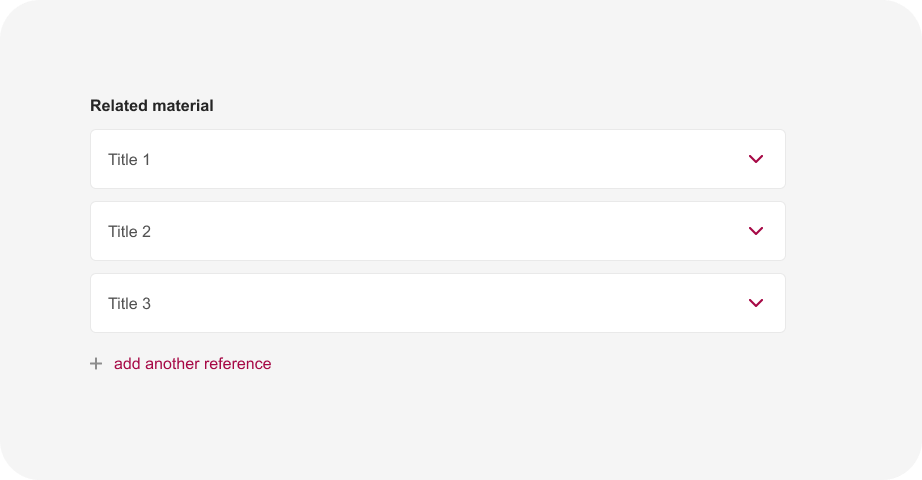 Related material
Title 1
Title 2
Title 3
add another reference